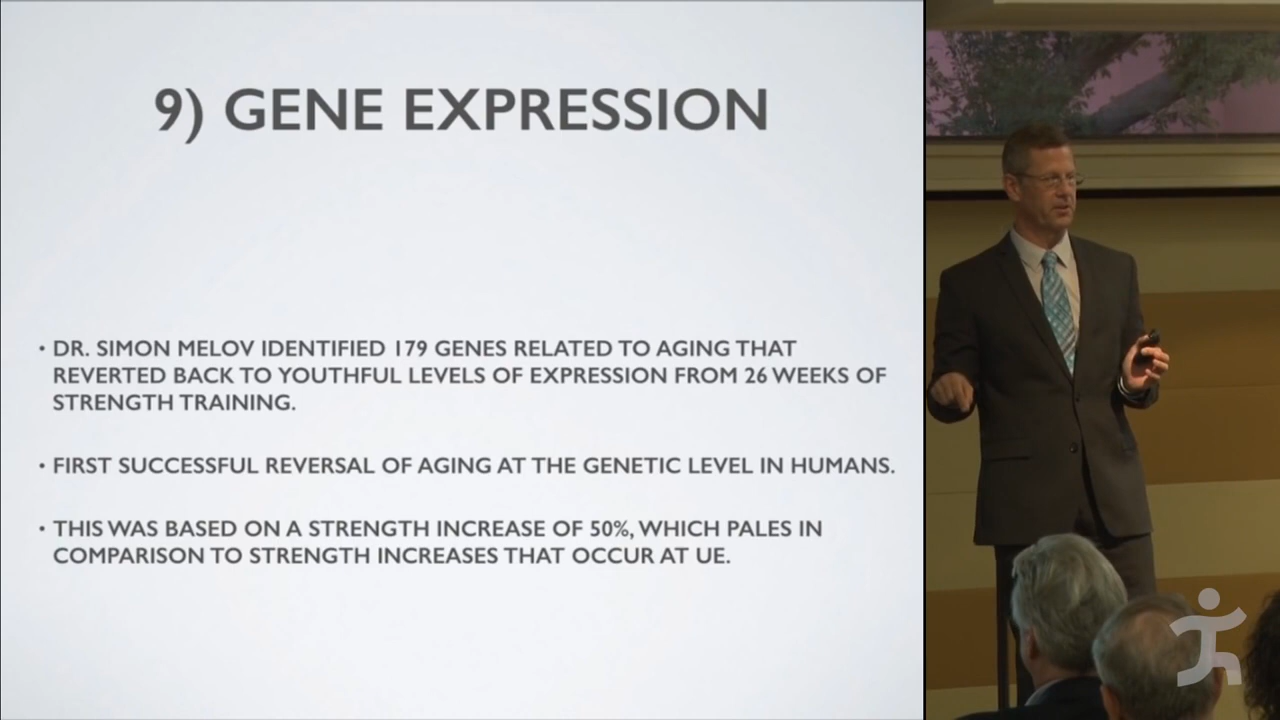 9) GENE EXPRESSION
• DR. SIMON MELOV IDENTIFIED 179 GENES RELATED TO AGING THAT
REVERTED BACK TO YOUTHFUL LEVELS OF EXPRESSION FROM 26 WEEKS OF
STRENGTH TRAINING.
• FIRST SUCCESSFUL REVERSAL OF AGING AT THE GENETIC LEVEL IN HUMANS.
• THIS WAS BASED ON A STRENGTH INCREASE OF 50%, WHICH PALES IN
COMPARISON TO STRENGTH INCREASES THAT OCCUR AT UE.